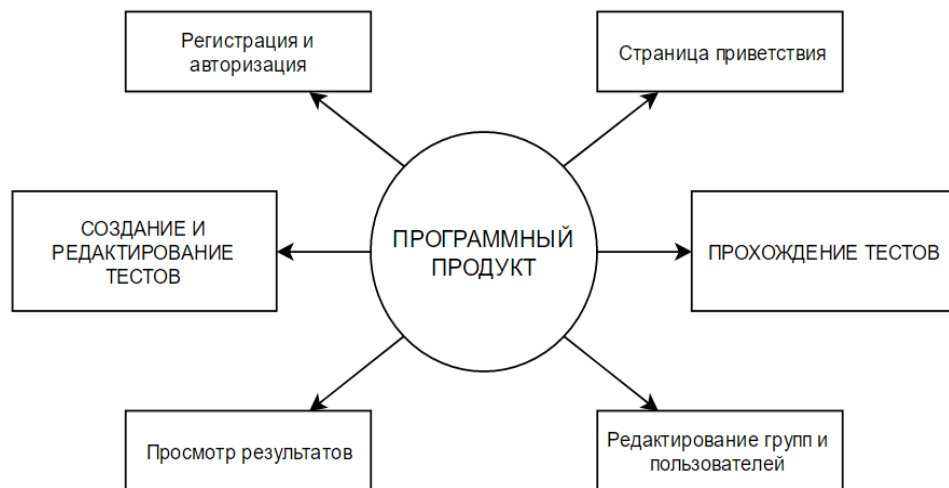 Регистрация и
авторизация
Страница приветствия
СОЗДАНИЕ И
РЕДАКТИРОВАНИЕ
ТЕСТОВ
ПРОГРАММНЫЙ
ПРОДУКТ
ПРОХОЖДЕНИЕ ТЕСТОВ
Просмотр результатов
Редактирование групп и
пользователей